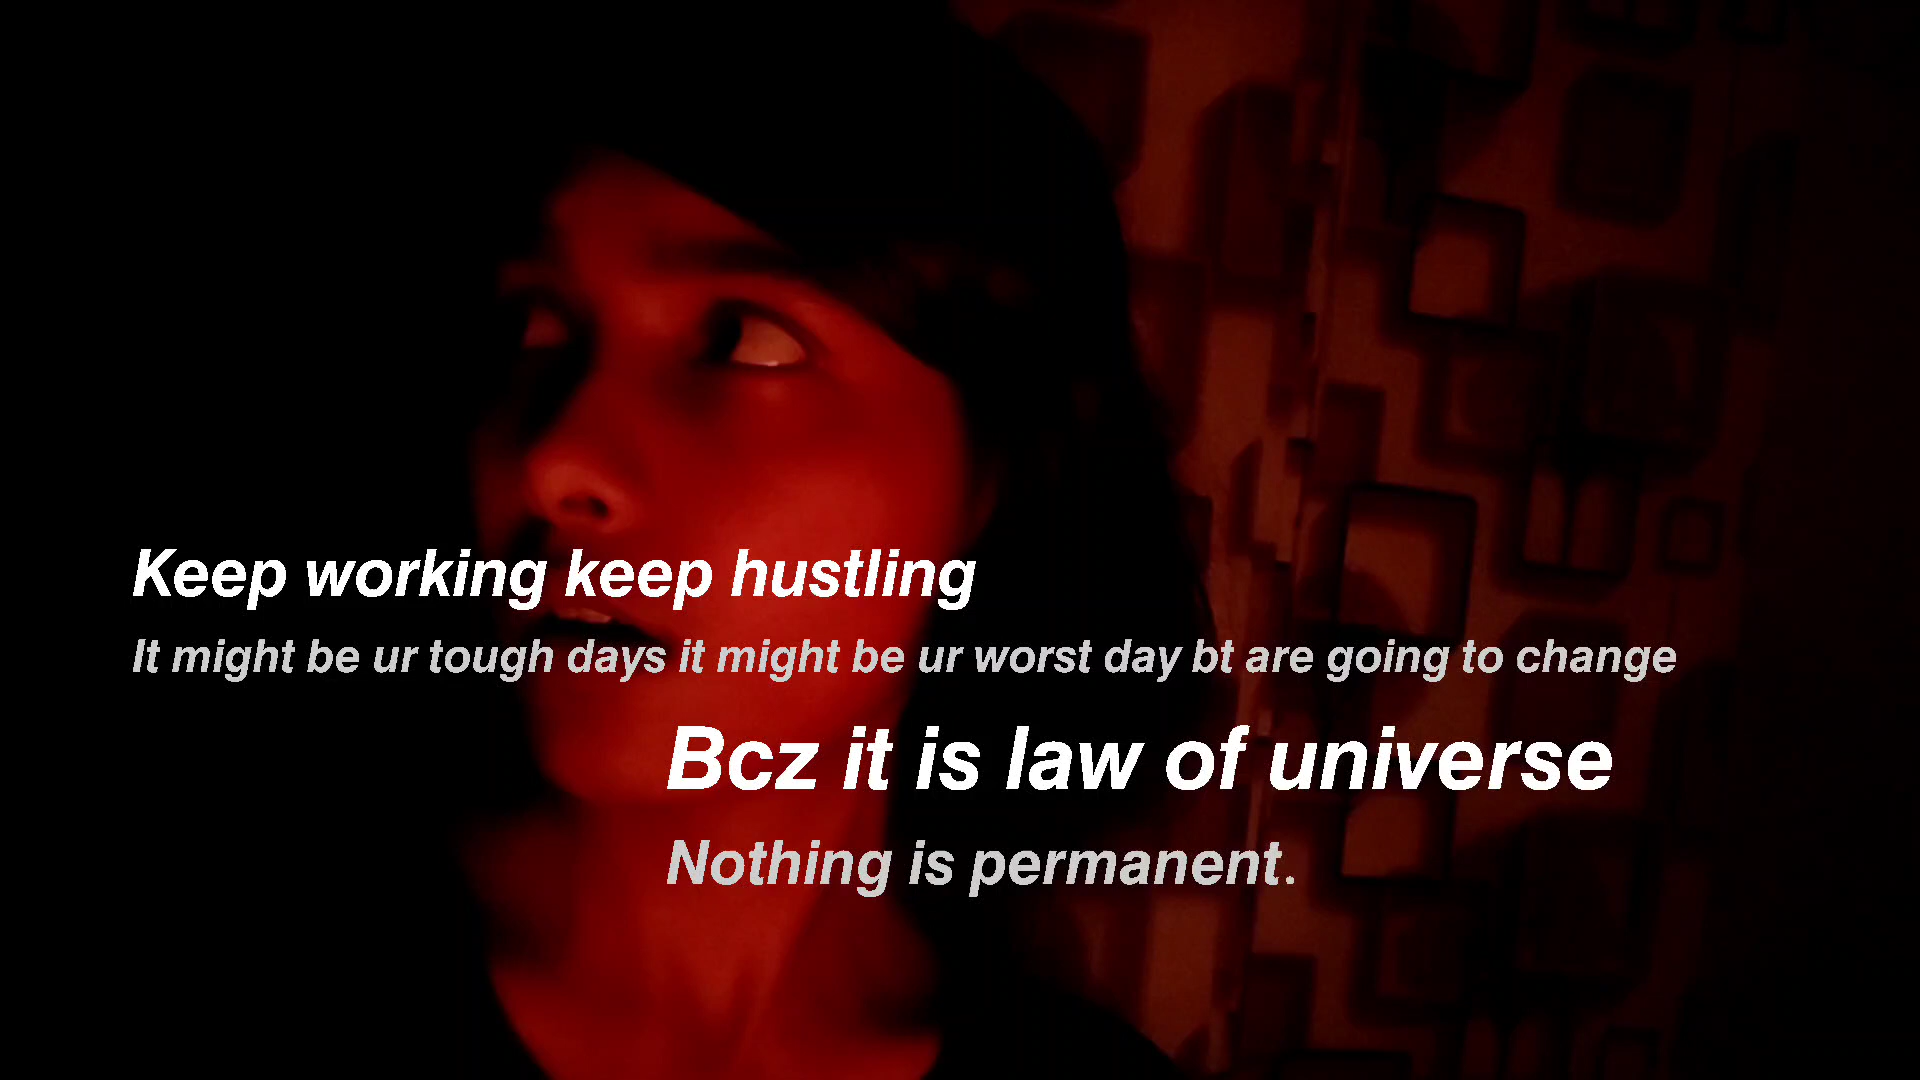 Keep working keep hustling
It might be ur tough days it might be ur worst day bt are going to change
Bcz it is law of universe
Nothing is permanent.